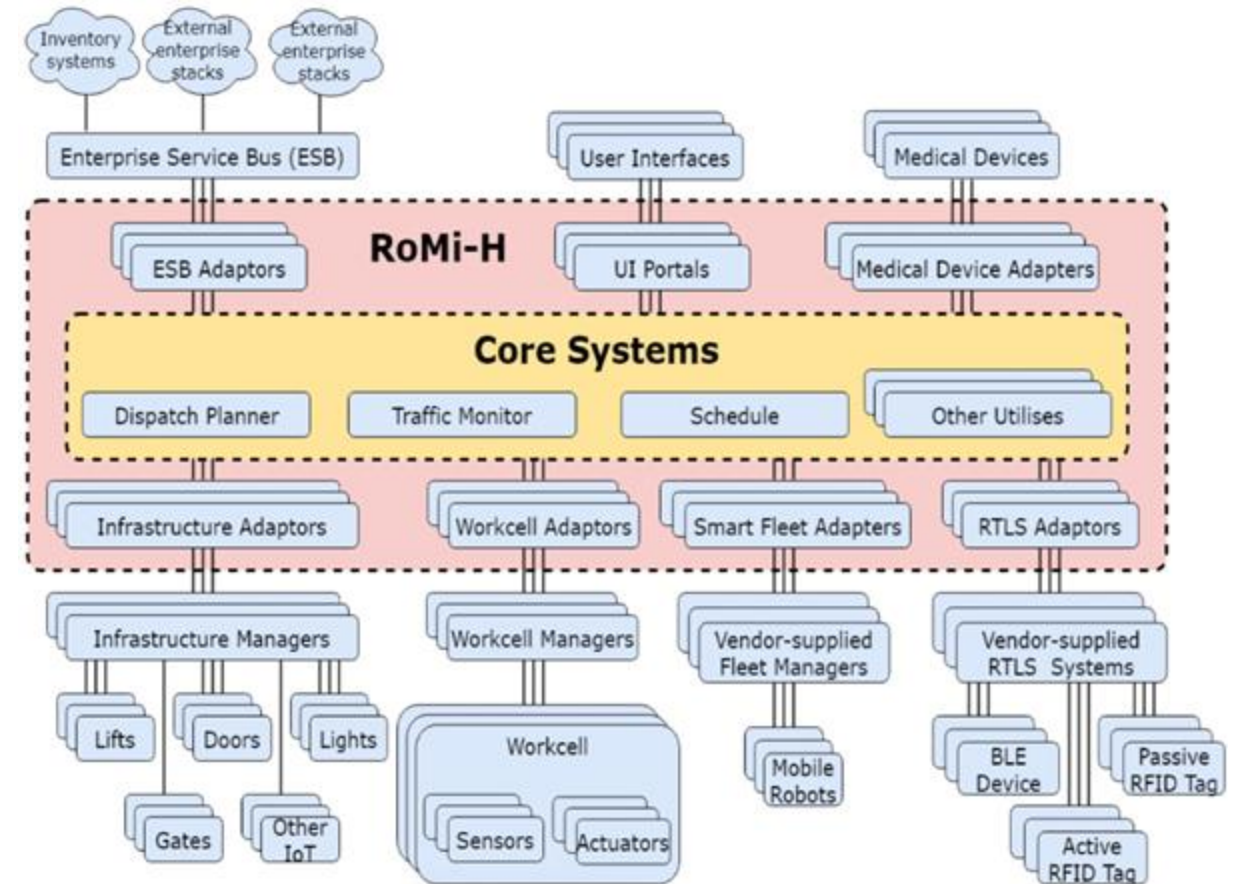 Inventory
systems
External
enterprise
stacks
External
enterprise
stacks
Enterprise Service Bus (ESB)
User Interfaces
Medical Devices
RoMi-H
ESB Adaptors
UI Portals
Medical Device Adapters
Core Systems
Dispatch Planner
Traffic Monitor
Schedule
Other Utilises
Infrastructure Adaptors
Workcell Adaptors
Smart Fleet Adapters
RTLS Adaptors
Infrastructure Managers
Workcell Managers
Vendor-supplied
Fleet Managers
Vendor-supplied
RTLS Systems
Lifts
Doors
Lights
Workcell
Mobile
Robots
BLE
Device
Passive
RFID Tag
Gates
Other
IoT
Sensors
Actuators
Active
RFID Tag